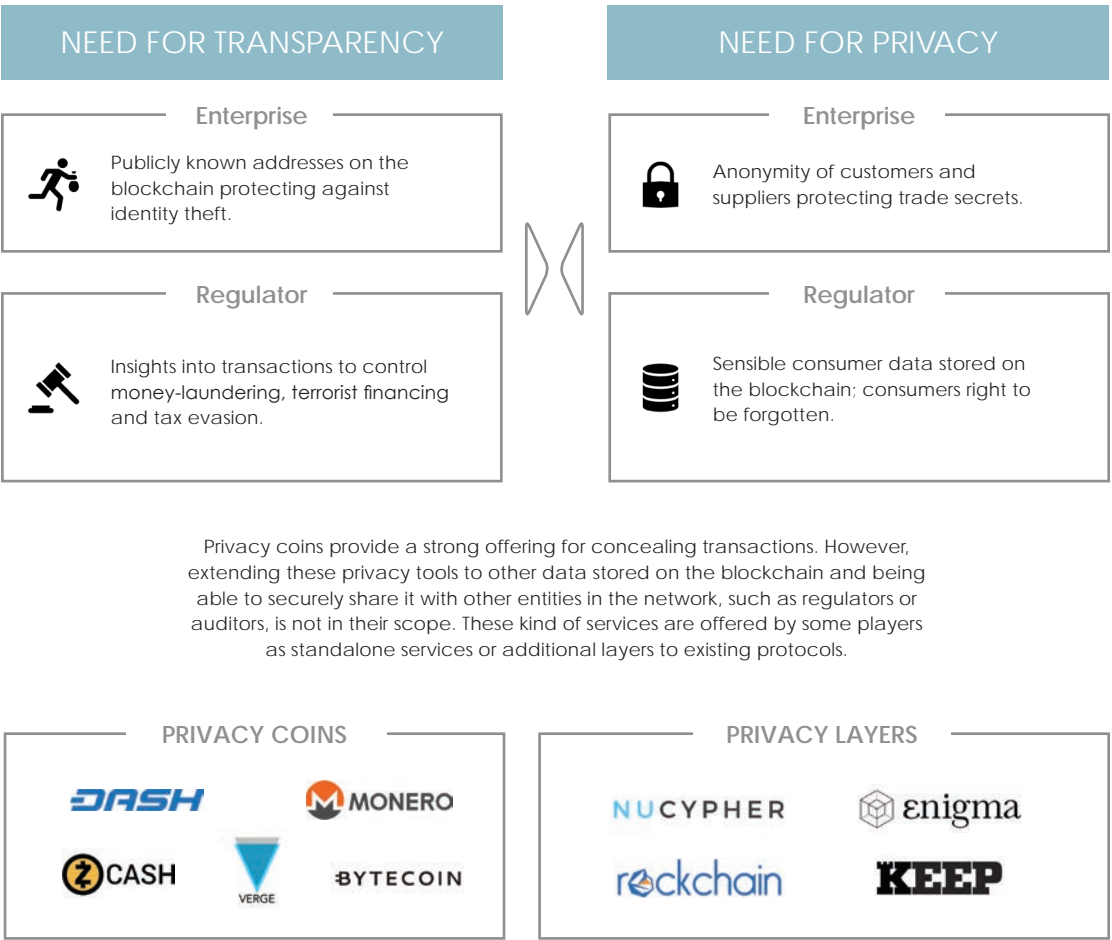 NEED FOR TRANSPARENCY
NEED FOR PRIVACY
Enterprise
Publicly known addresses on the
blockchain protecting against
identity theft.
Enterprise
Anonymity of customers and
suppliers protecting trade secrets.
Regulator
Insights into transactions to control
money-laundering, terrorist financing
and tax evasion.
Regulator
Sensible consumer data stored on
the blockchain; consumers right to
be forgotten.
Privacy coins provide a strong offering for concealing transactions. However,
extending these privacy tools to other data stored on the blockchain and being
able to securely share it with other entities in the network, such as regulators or
auditors, is not in their scope. These kind of services are offered by some players
as standalone services or additional layers to existing protocols.
PRIVACY COINS
DASH
MONERO
ZCASH
VERGE
BYTECOIN
PRIVACY LAYERS
NUCYPHER
εnigma
rockchain
KEEP